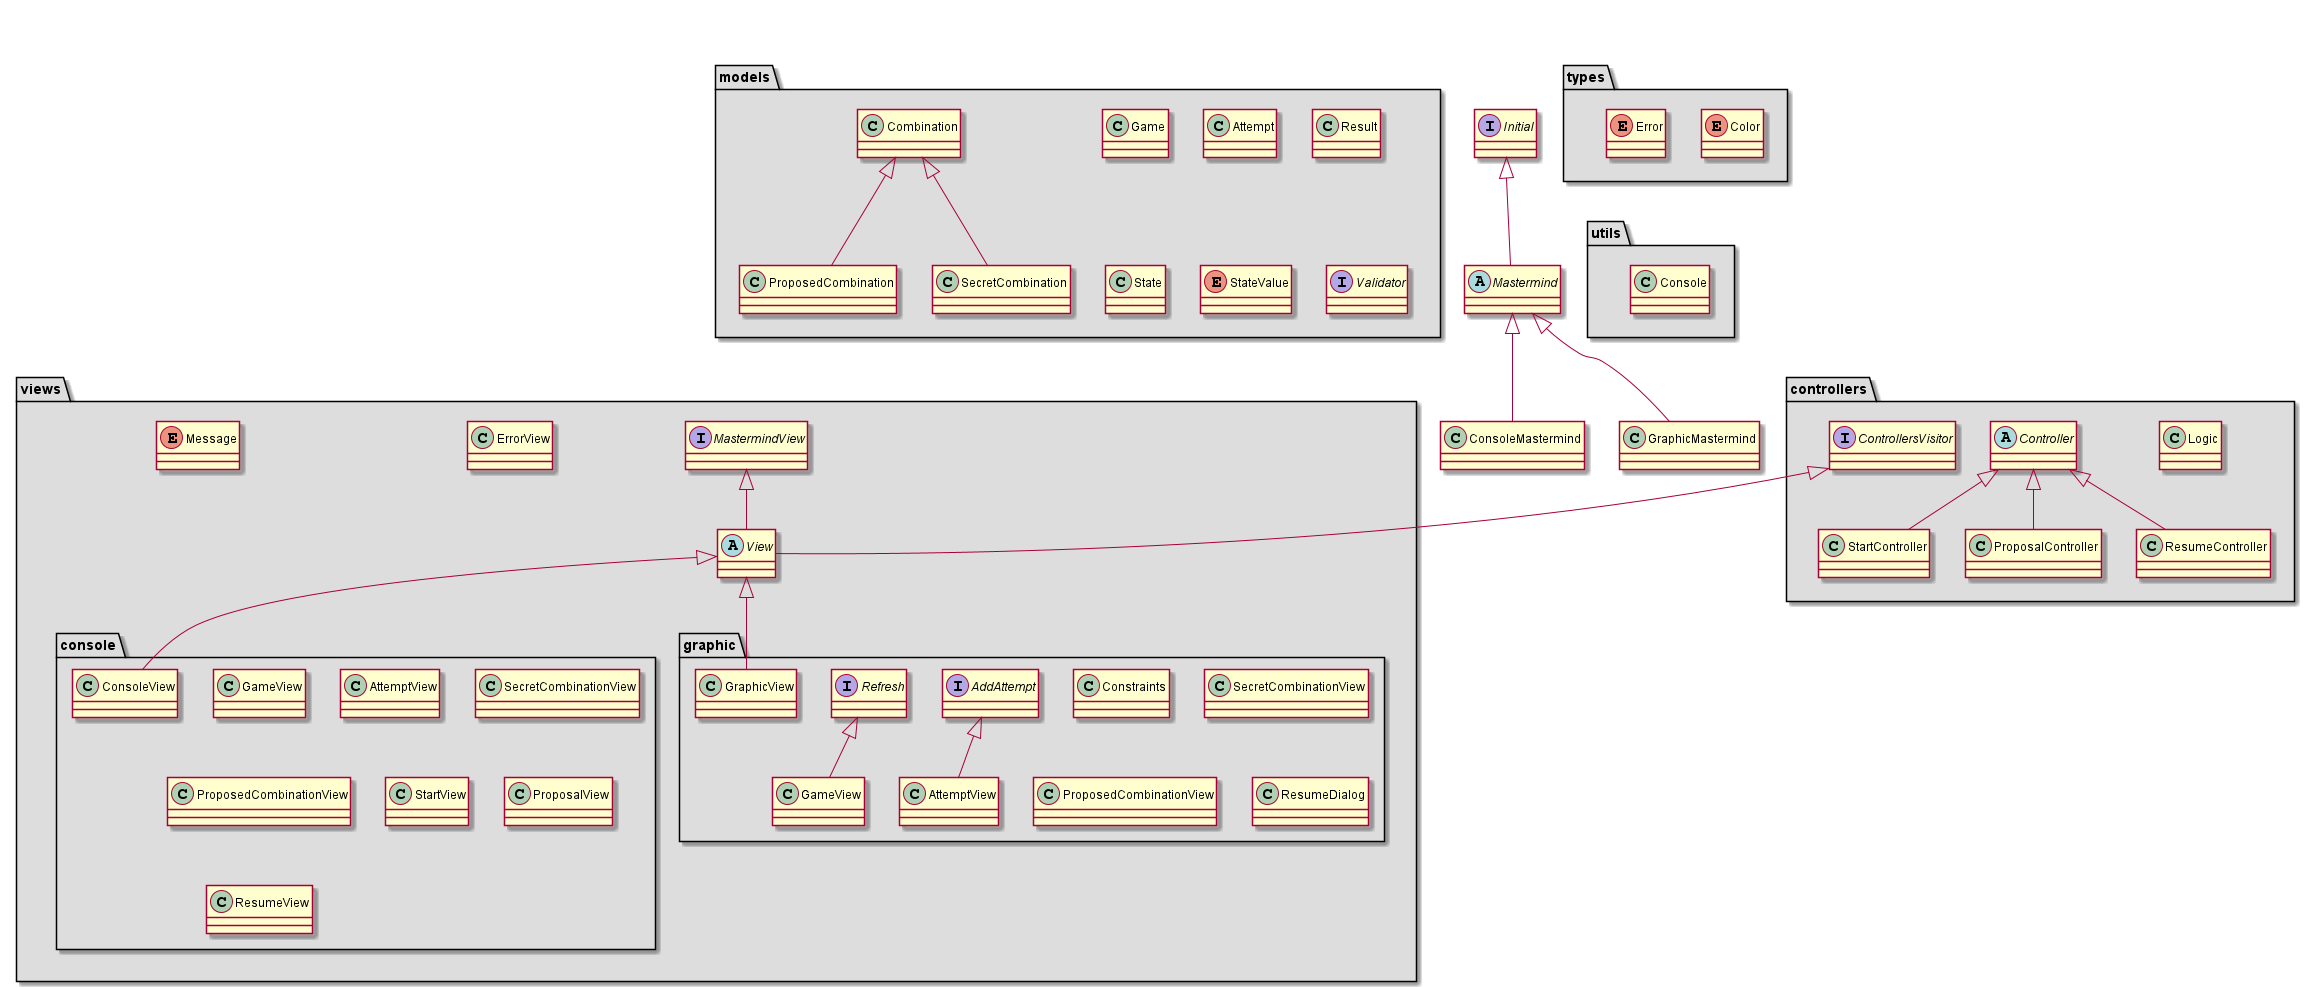 models
C Combination
C Game
C Attempt
C Result
C ProposedCombination
C SecretCombination
C State
E StateValue
I Validator
I Initial
A Mastermind
C ConsoleMastermind
C GraphicMastermind
types
E Error
E Color
utils
C Console
views
E Message
C ErrorView
I MastermindView
A View
console
C ConsoleView
C GameView
C AttemptView
C SecretCombinationView
C ProposedCombinationView
C StartView
C ProposalView
C ResumeView
graphic
C GraphicView
I Refresh
I AddAttempt
C Constraints
C SecretCombinationView
C GameView
C AttemptView
C ProposedCombinationView
C ResumeDialog
controllers
I ControllersVisitor
A Controller
C Logic
C StartController
C ProposalController
C ResumeController